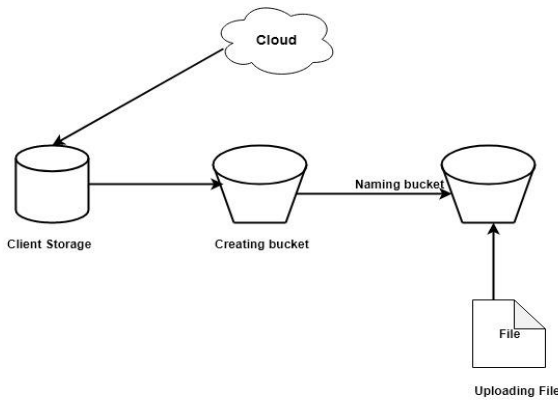 Cloud
Naming bucket
Client Storage
Creating bucket
File
Uploading File